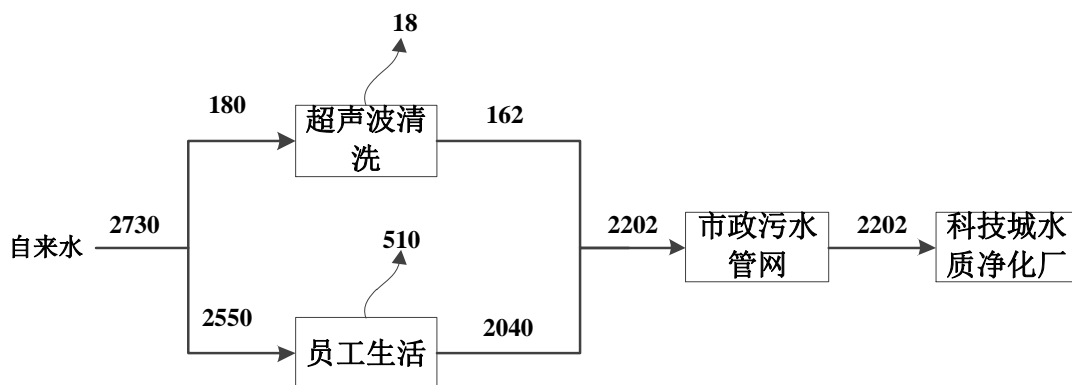 18
180
超声波清
洗
162
自来水
2730
510
2202
市政污水
管网
2202
科技城水
质净化厂
2550
员工生活
2040